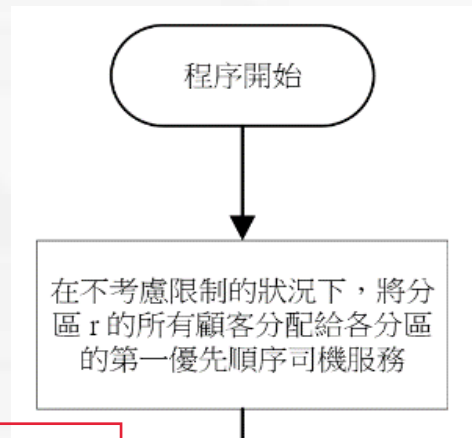 程序開始
在不考慮限制的狀況下，將分
區 r 的所有顧客分配給各分區
的第一優先順序司機服務